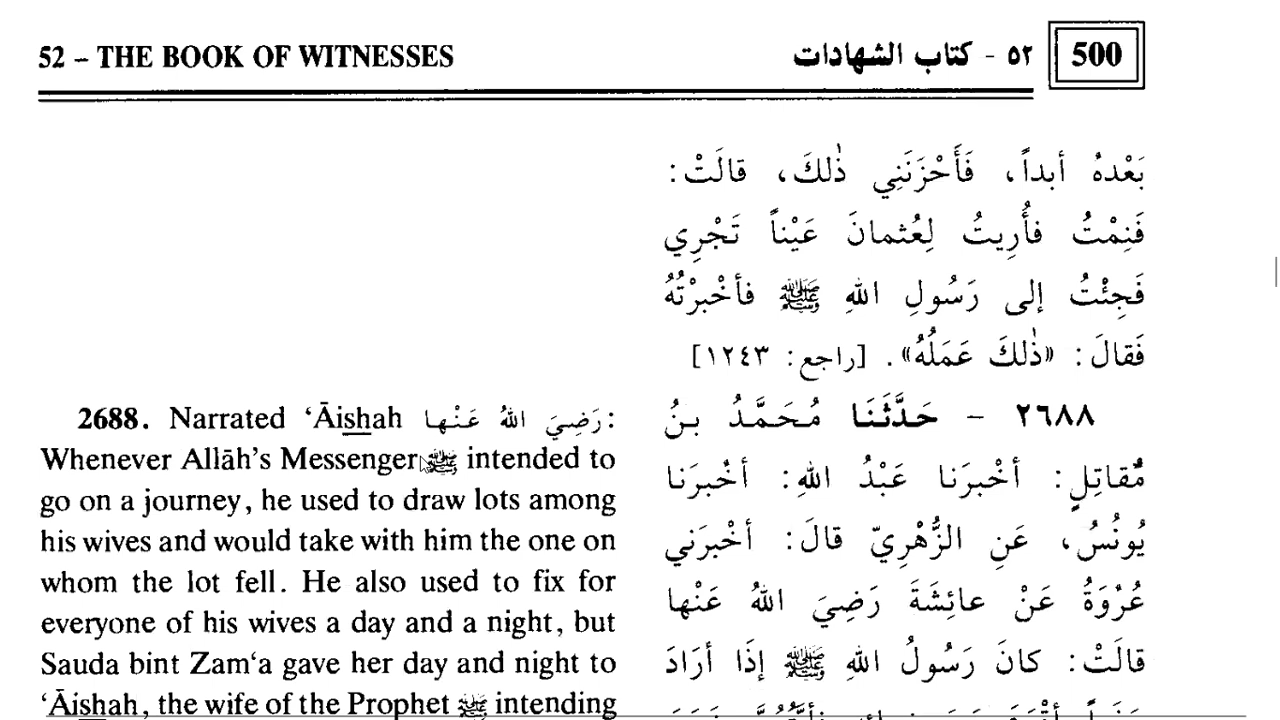 52 – THE BOOK OF WITNESSES
٥٢ - كتاب الشهادات
500
بَعْدهُ أبداً، فَأَحْزَنَنِي ذٰلكَ، قالَتْ:
فَنِمْتُ فأُرِيتُ لِعُثمانَ عَيْناً تَجْرِي
فَجِئْتُ إلى رَسُولِ اللهِ ﷺ فأخْبرْتُهُ
فَقالَ: «ذٰلكَ عَمَلُهُ». [راجع: ١٢٤٣]
2688. Narrated ‘Āishah رَضِيَ اللهُ عَنْها:
Whenever Allāh’s Messenger ﷺ intended to
go on a journey, he used to draw lots among
his wives and would take with him the one on
whom the lot fell. He also used to fix for
everyone of his wives a day and a night, but
Sauda bint Zam‘a gave her day and night to
‘Āishah, the wife of the Prophet ﷺ intending
٢٦٨٨ – حَدَّثَنَا مُحَمَّدُ بنُ
مُقاتِلٍ: أخْبرَنا عَبْدُ اللهِ: أخْبرَنا
يُونُسُ، عَنِ الزُّهْرِيّ قالَ: أخْبرَني
عُرْوَةُ عَنْ عائِشَةَ رَضِيَ اللهُ عَنْها
قالَتْ: كانَ رَسُولُ اللهِ ﷺ إذَا أرَادَ